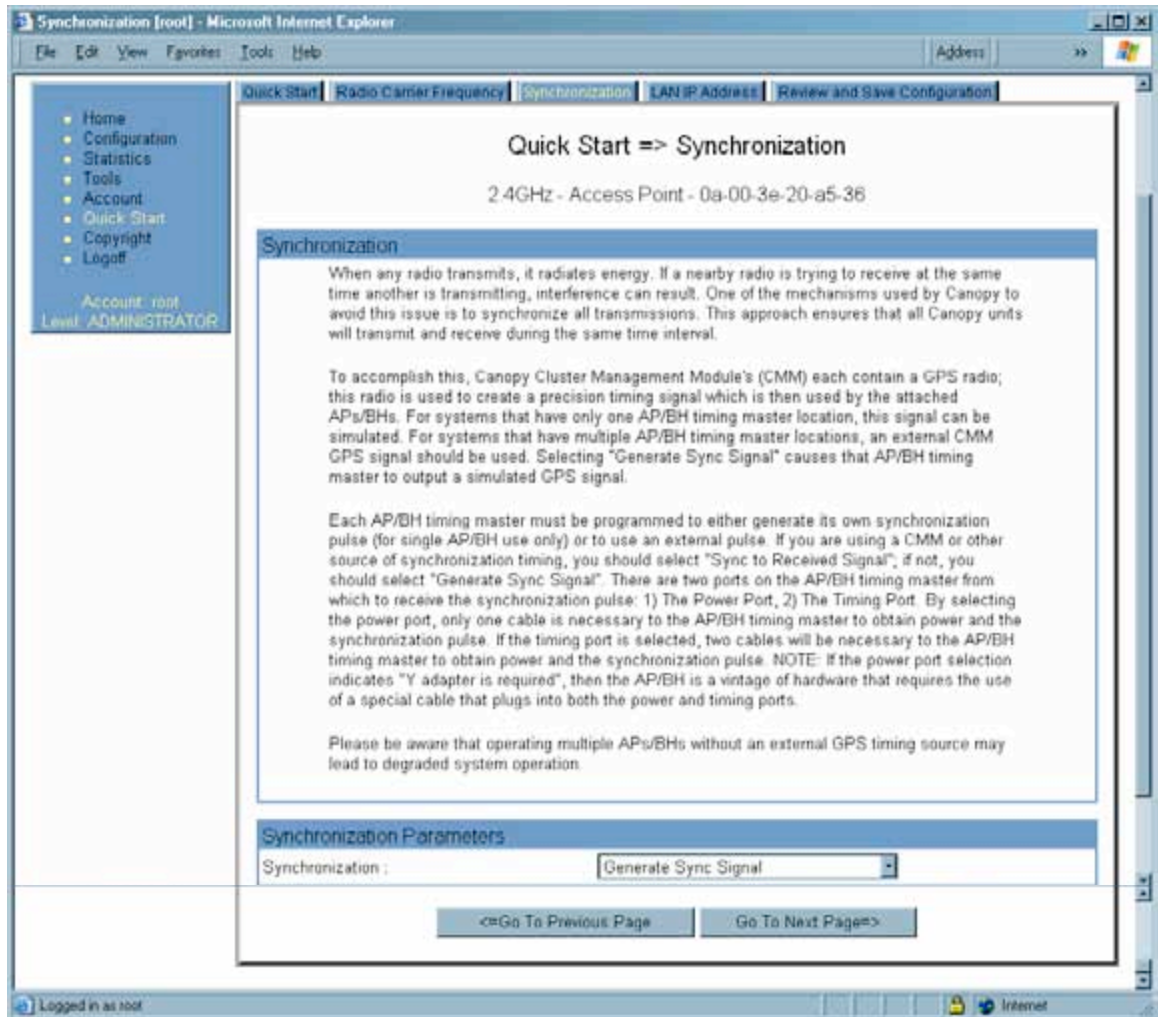 Synchronization [root] - Microsoft Internet Explorer
File Edit View Favorites Tools Help
Address »
Home
Configuration
Statistics
Tools
Account
Quick Start
Copyright
Logoff
Account: root
Level: ADMINISTRATOR
Quick Start Radio Carrier Frequency Synchronization LAN IP Address Review and Save Configuration
Quick Start => Synchronization
2.4GHz - Access Point - 0a-00-3e-20-a5-36
Synchronization
When any radio transmits, it radiates energy. If a nearby radio is trying to receive at the same
time another is transmitting, interference can result. One of the mechanisms used by Canopy to
avoid this issue is to synchronize all transmissions. This approach ensures that all Canopy units
will transmit and receive during the same time interval.
To accomplish this, Canopy Cluster Management Module's (CMM) each contain a GPS radio;
this radio is used to create a precision timing signal which is then used by the attached
APs/BHs. For systems that have only one AP/BH timing master location, this signal can be
simulated. For systems that have multiple AP/BH timing master locations, an external CMM
GPS signal should be used. Selecting "Generate Sync Signal" causes that AP/BH timing
master to output a simulated GPS signal.
Each AP/BH timing master must be programmed to either generate its own synchronization
pulse (for single AP/BH use only) or to use an external pulse. If you are using a CMM or other
source of synchronization timing, you should select "Sync to Received Signal"; if not, you
should select "Generate Sync Signal". There are two ports on the AP/BH timing master from
which to receive the synchronization pulse: 1) The Power Port, 2) The Timing Port. By selecting
the power port, only one cable is necessary to the AP/BH timing master to obtain power and the
synchronization pulse. If the timing port is selected, two cables will be necessary to the AP/BH
timing master to obtain power and the synchronization pulse. NOTE: If the power port selection
indicates "Y adapter is required", then the AP/BH is a vintage of hardware that requires the use
of a special cable that plugs into both the power and timing ports.
Please be aware that operating multiple APs/BHs without an external GPS timing source may
lead to degraded system operation.
Synchronization Parameters
Synchronization : Generate Sync Signal
<=Go To Previous Page Go To Next Page=>
Logged in as root Internet